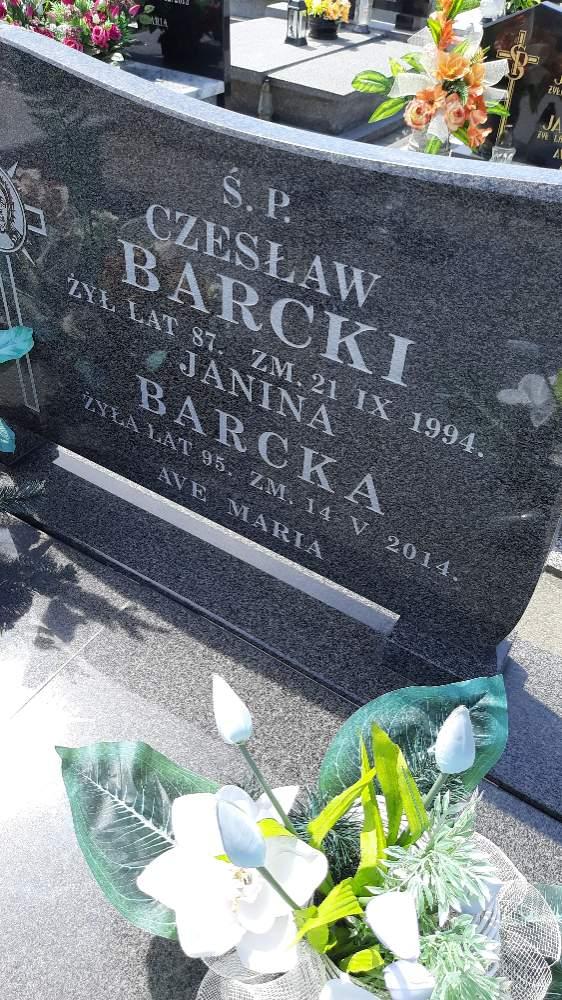 Ś. P.
CZESŁAW
BARCKI
ŻYŁ LAT 87. ZM. 21 IX 1994.
JANINA
BARCKA
ŻYŁA LAT 95. ZM. 14 V 2014.
AVE MARIA